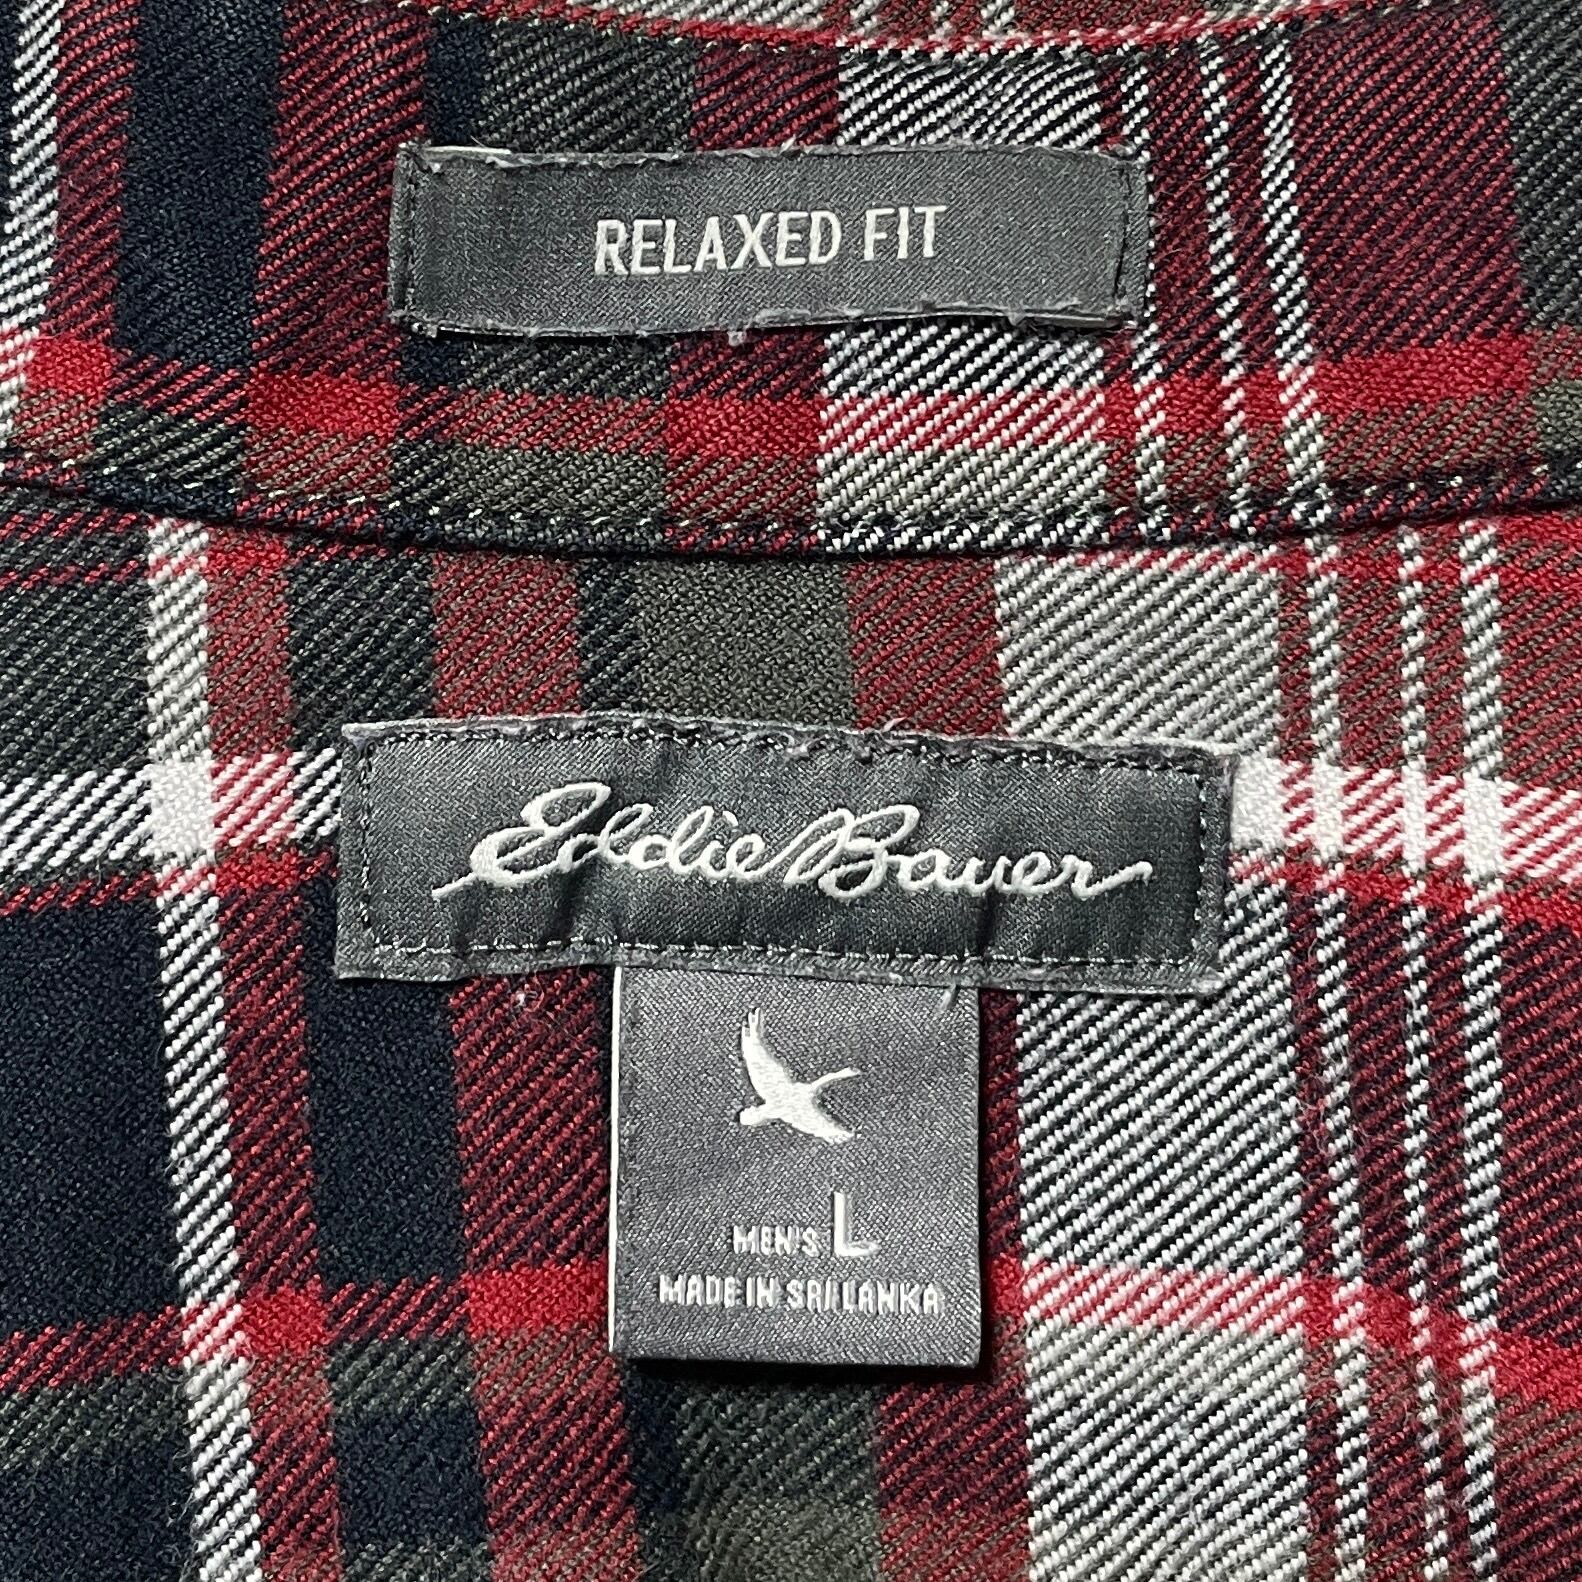 RELAXED FIT
Eddie Bauer
MEN'S L
MADE IN SRI LANKA